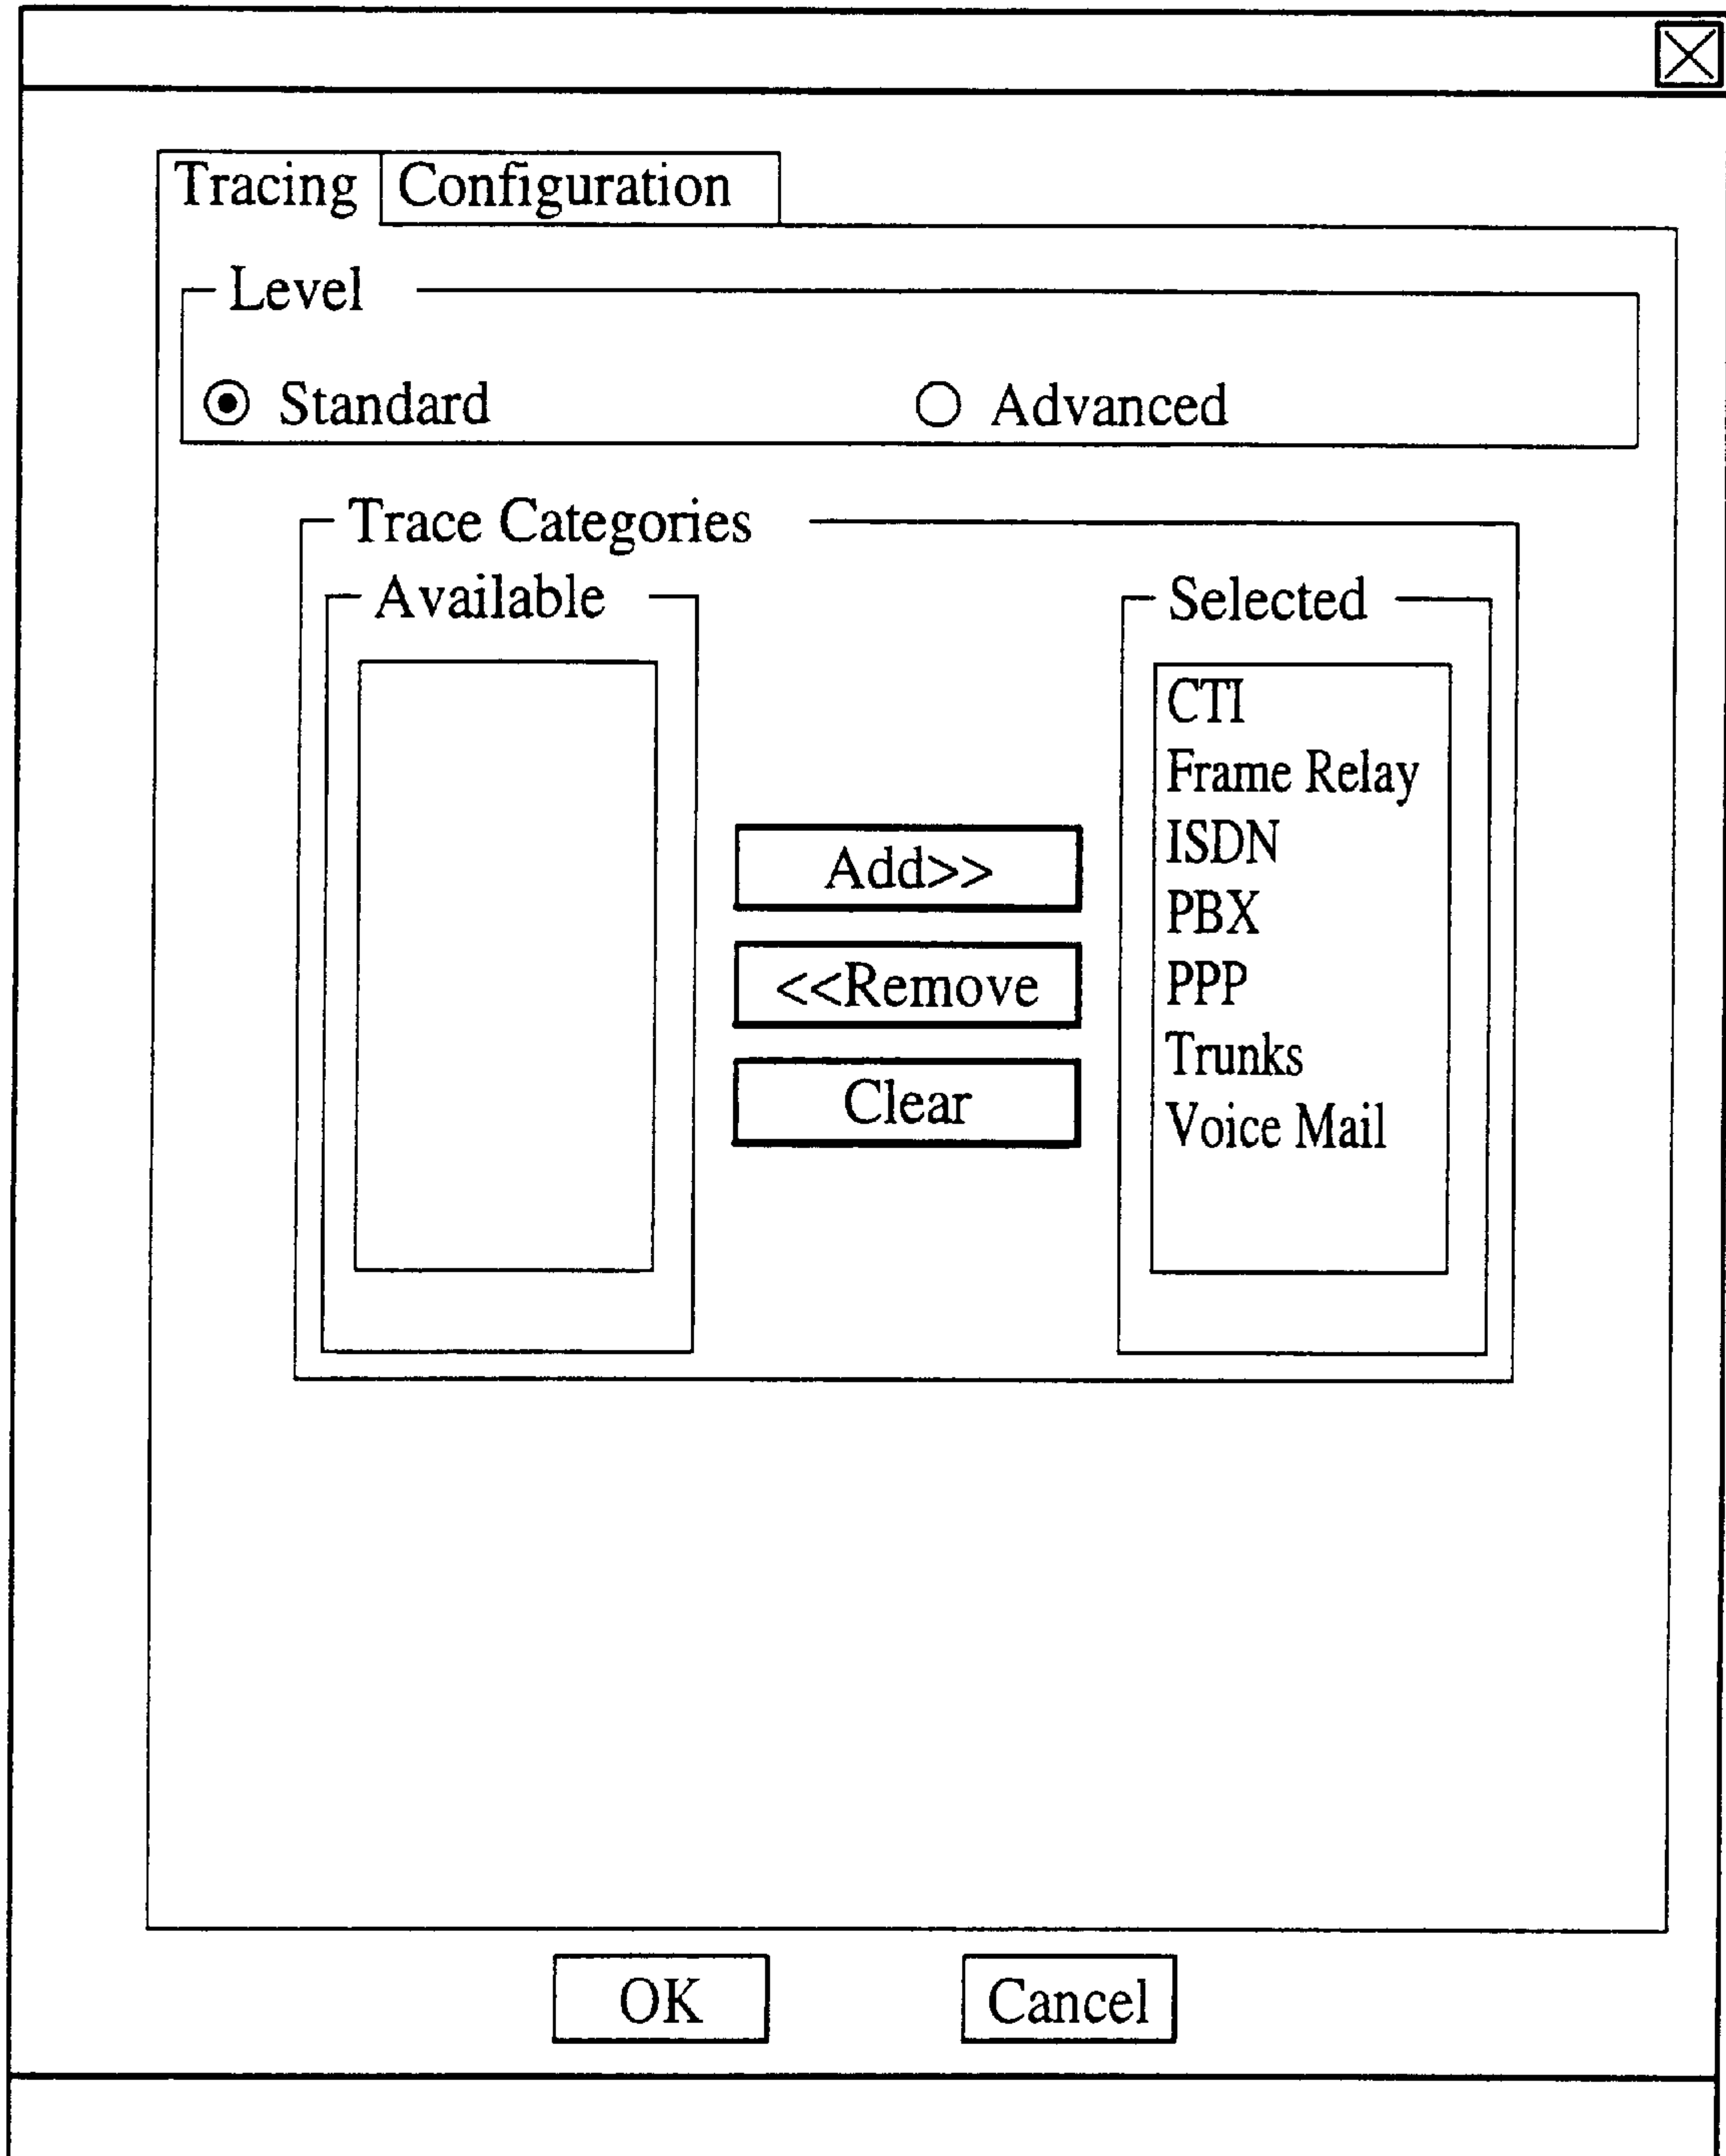 Tracing
Configuration
Level
Standard
Advanced
Trace Categories
Available
Selected
CTI
Frame Relay
ISDN
PBX
PPP
Trunks
Voice Mail
Add>>
<<Remove
Clear
OK
Cancel